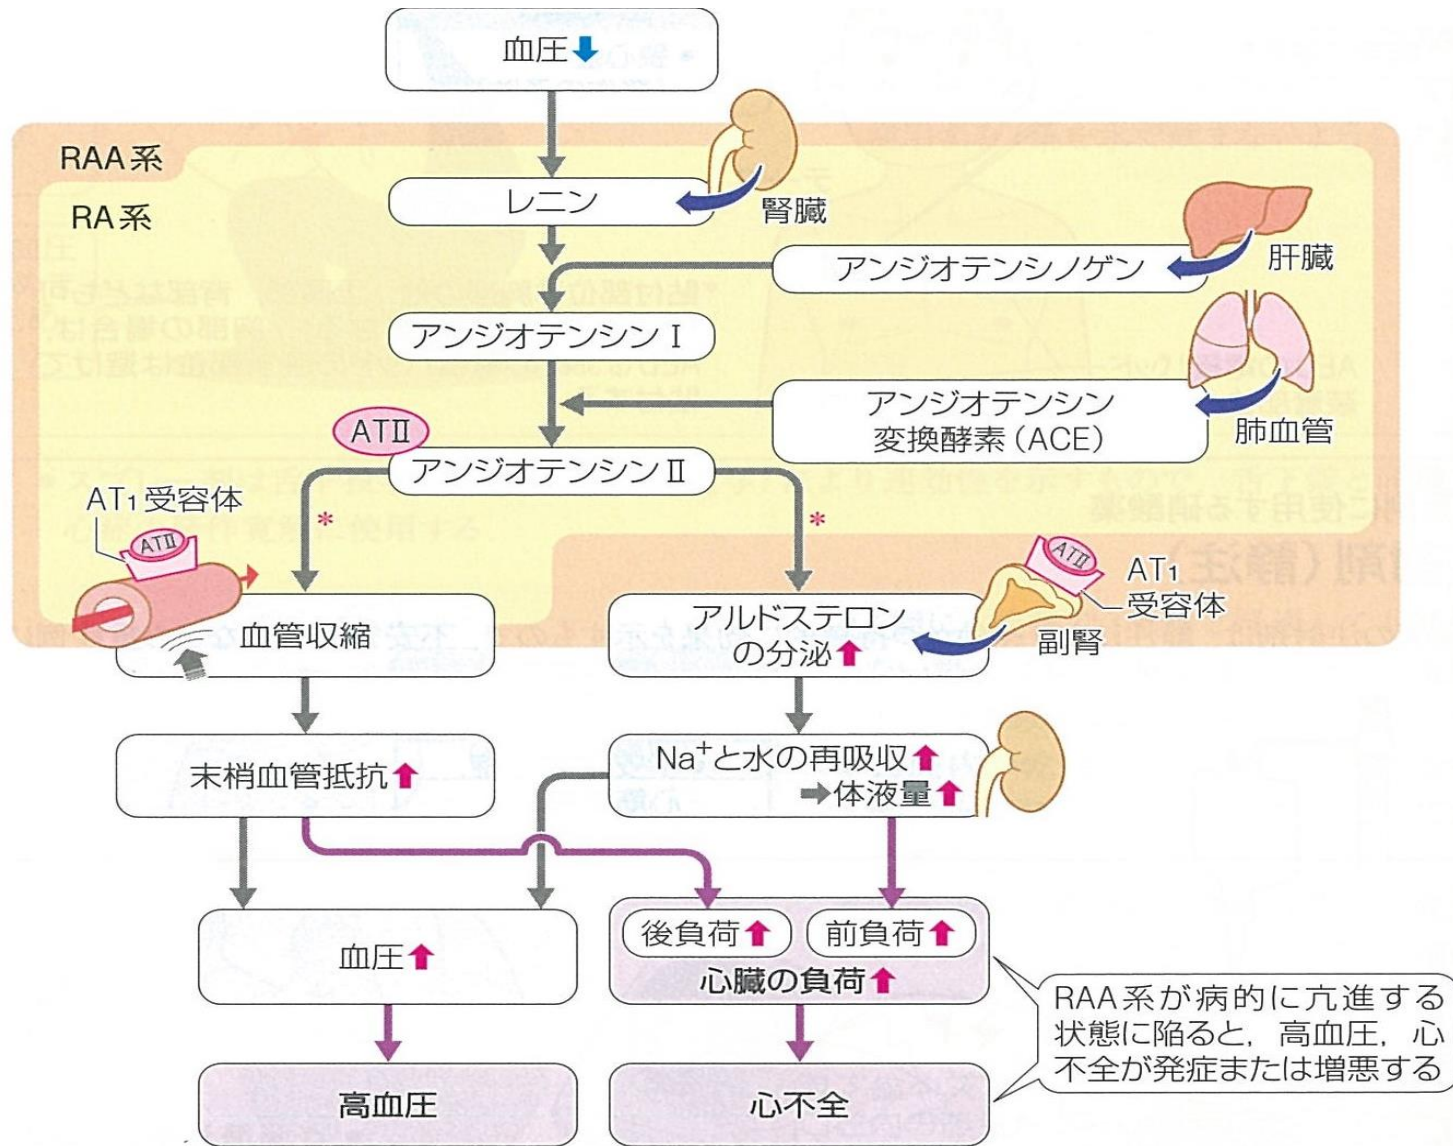 血圧⬇
RAA系
RA系
レニン
腎臓
アンジオテンシノゲン
肝臓
アンジオテンシンⅠ
アンジオテンシン
変換酵素(ACE)
肺血管
ATⅡ
アンジオテンシンⅡ
AT₁受容体
ATⅡ
*
*
ATⅡ
AT₁
受容体
血管収縮
アルドステロン
の分泌⬆
副腎
末梢血管抵抗⬆
Na⁺と水の再吸収⬆
➡体液量⬆
血圧⬆
後負荷⬆
前負荷⬆
心臓の負荷⬆
RAA系が病的に亢進する
状態に陥ると,高血圧,心
不全が発症または増悪する
高血圧
心不全